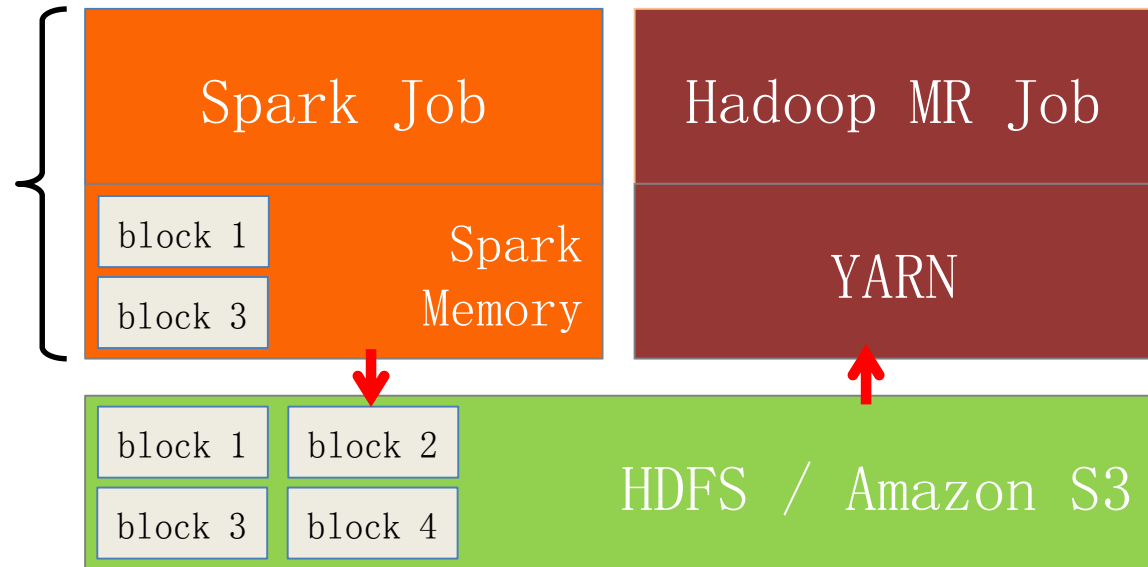 Spark Job
Hadoop MR Job
block 1
block 3
Spark
Memory
YARN
block 1
block 2
block 3
block 4
HDFS / Amazon S3